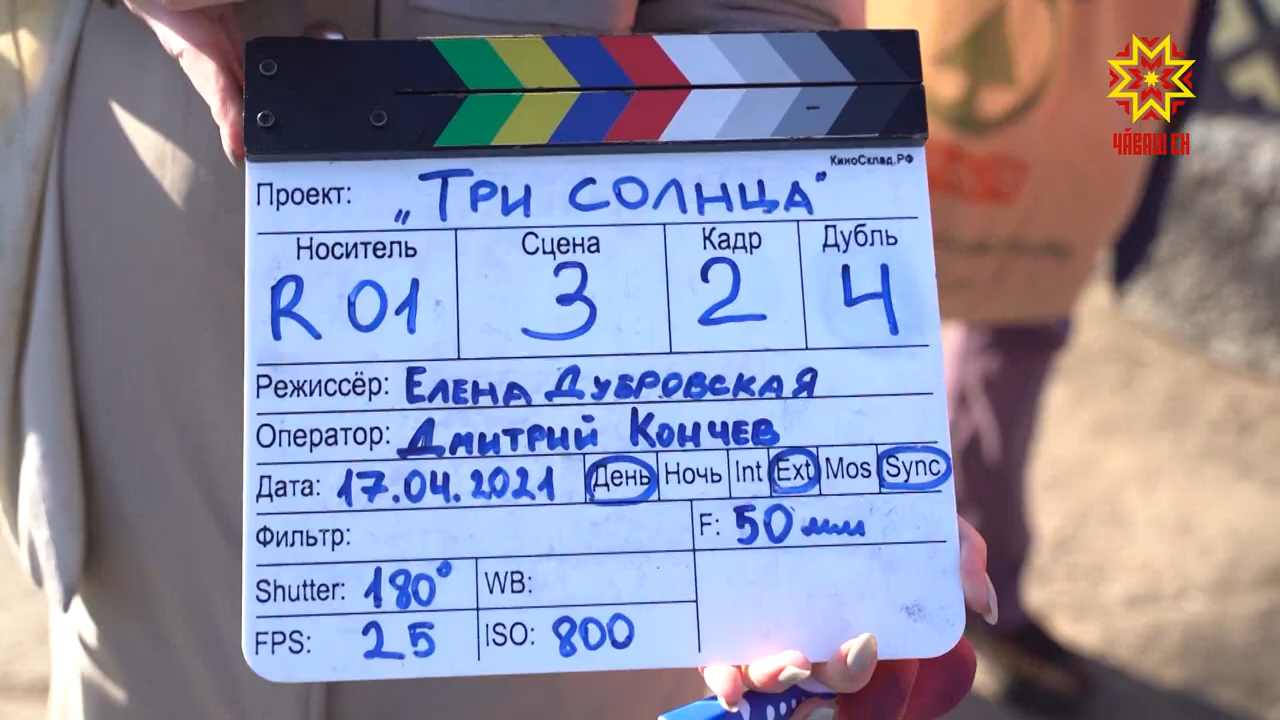 ЧӐВАШ ЕН
КиноСклад.РФ
Проект: „Три солнца"
Носитель Сцена Кадр Дубль
R 01 3 2 4
Режиссёр: Елена Дубровская
Оператор: Дмитрий Кончев
Дата: 17.04.2021 День Ночь Int Ext Mos Sync
Фильтр: F: 50 мм
Shutter: 180° WB:
FPS: 25 ISO: 800